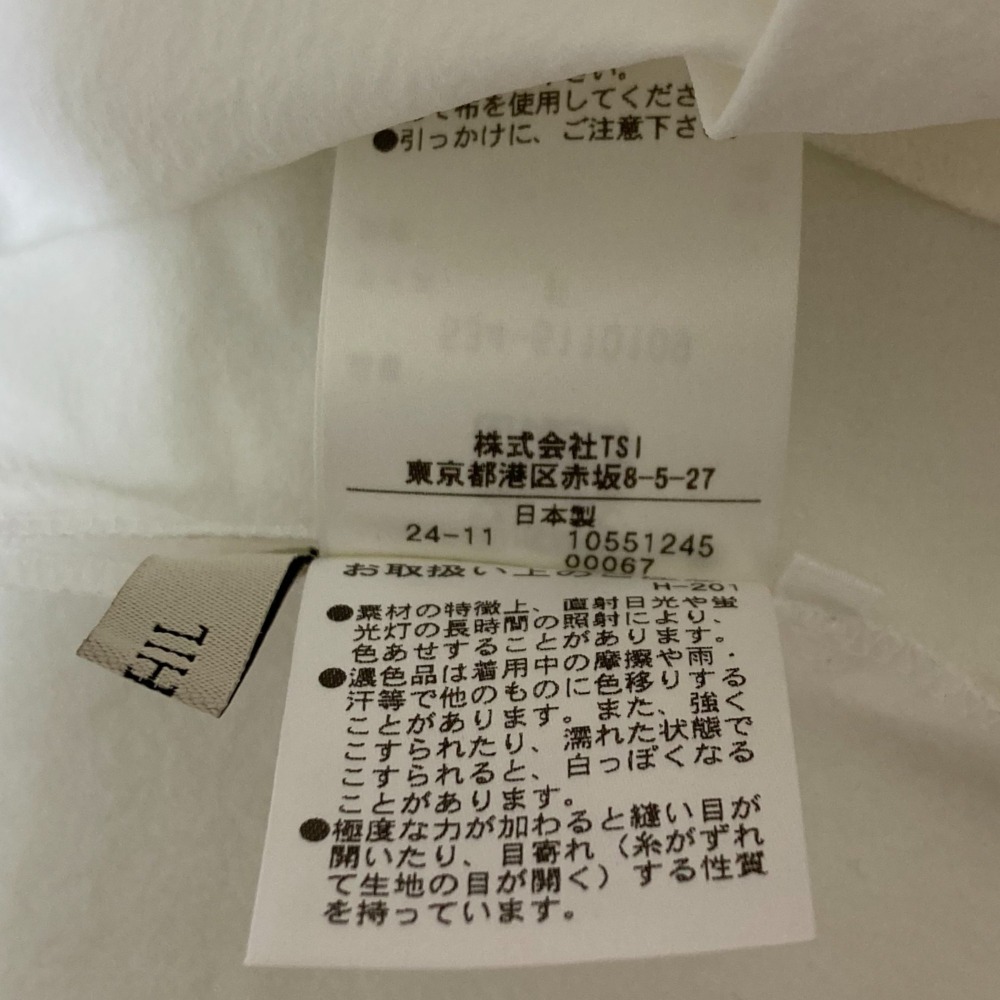 さい。
て布を使用してくださ
●引っかけに、ご注意下さ
株式会社TSI
東京都港区赤坂8-5-27
日本製
24-11 10551245
00067
お取扱い上の
H-201
●素材の特徴上、直射日光や蛍
光灯の長時間の照射により、
色あせすることがあります。
●濃色品は着用中の摩擦や雨・
汗等で他のものに色移りする
ことがあります。また、強く
こすられたり、濡れた状態で
こすられると、白っぽくなる
ことがあります。
●極度な力が加わると縫い目が
開いたり、目寄れ（糸がずれ
て生地の目が開く）する性質
を持っています。